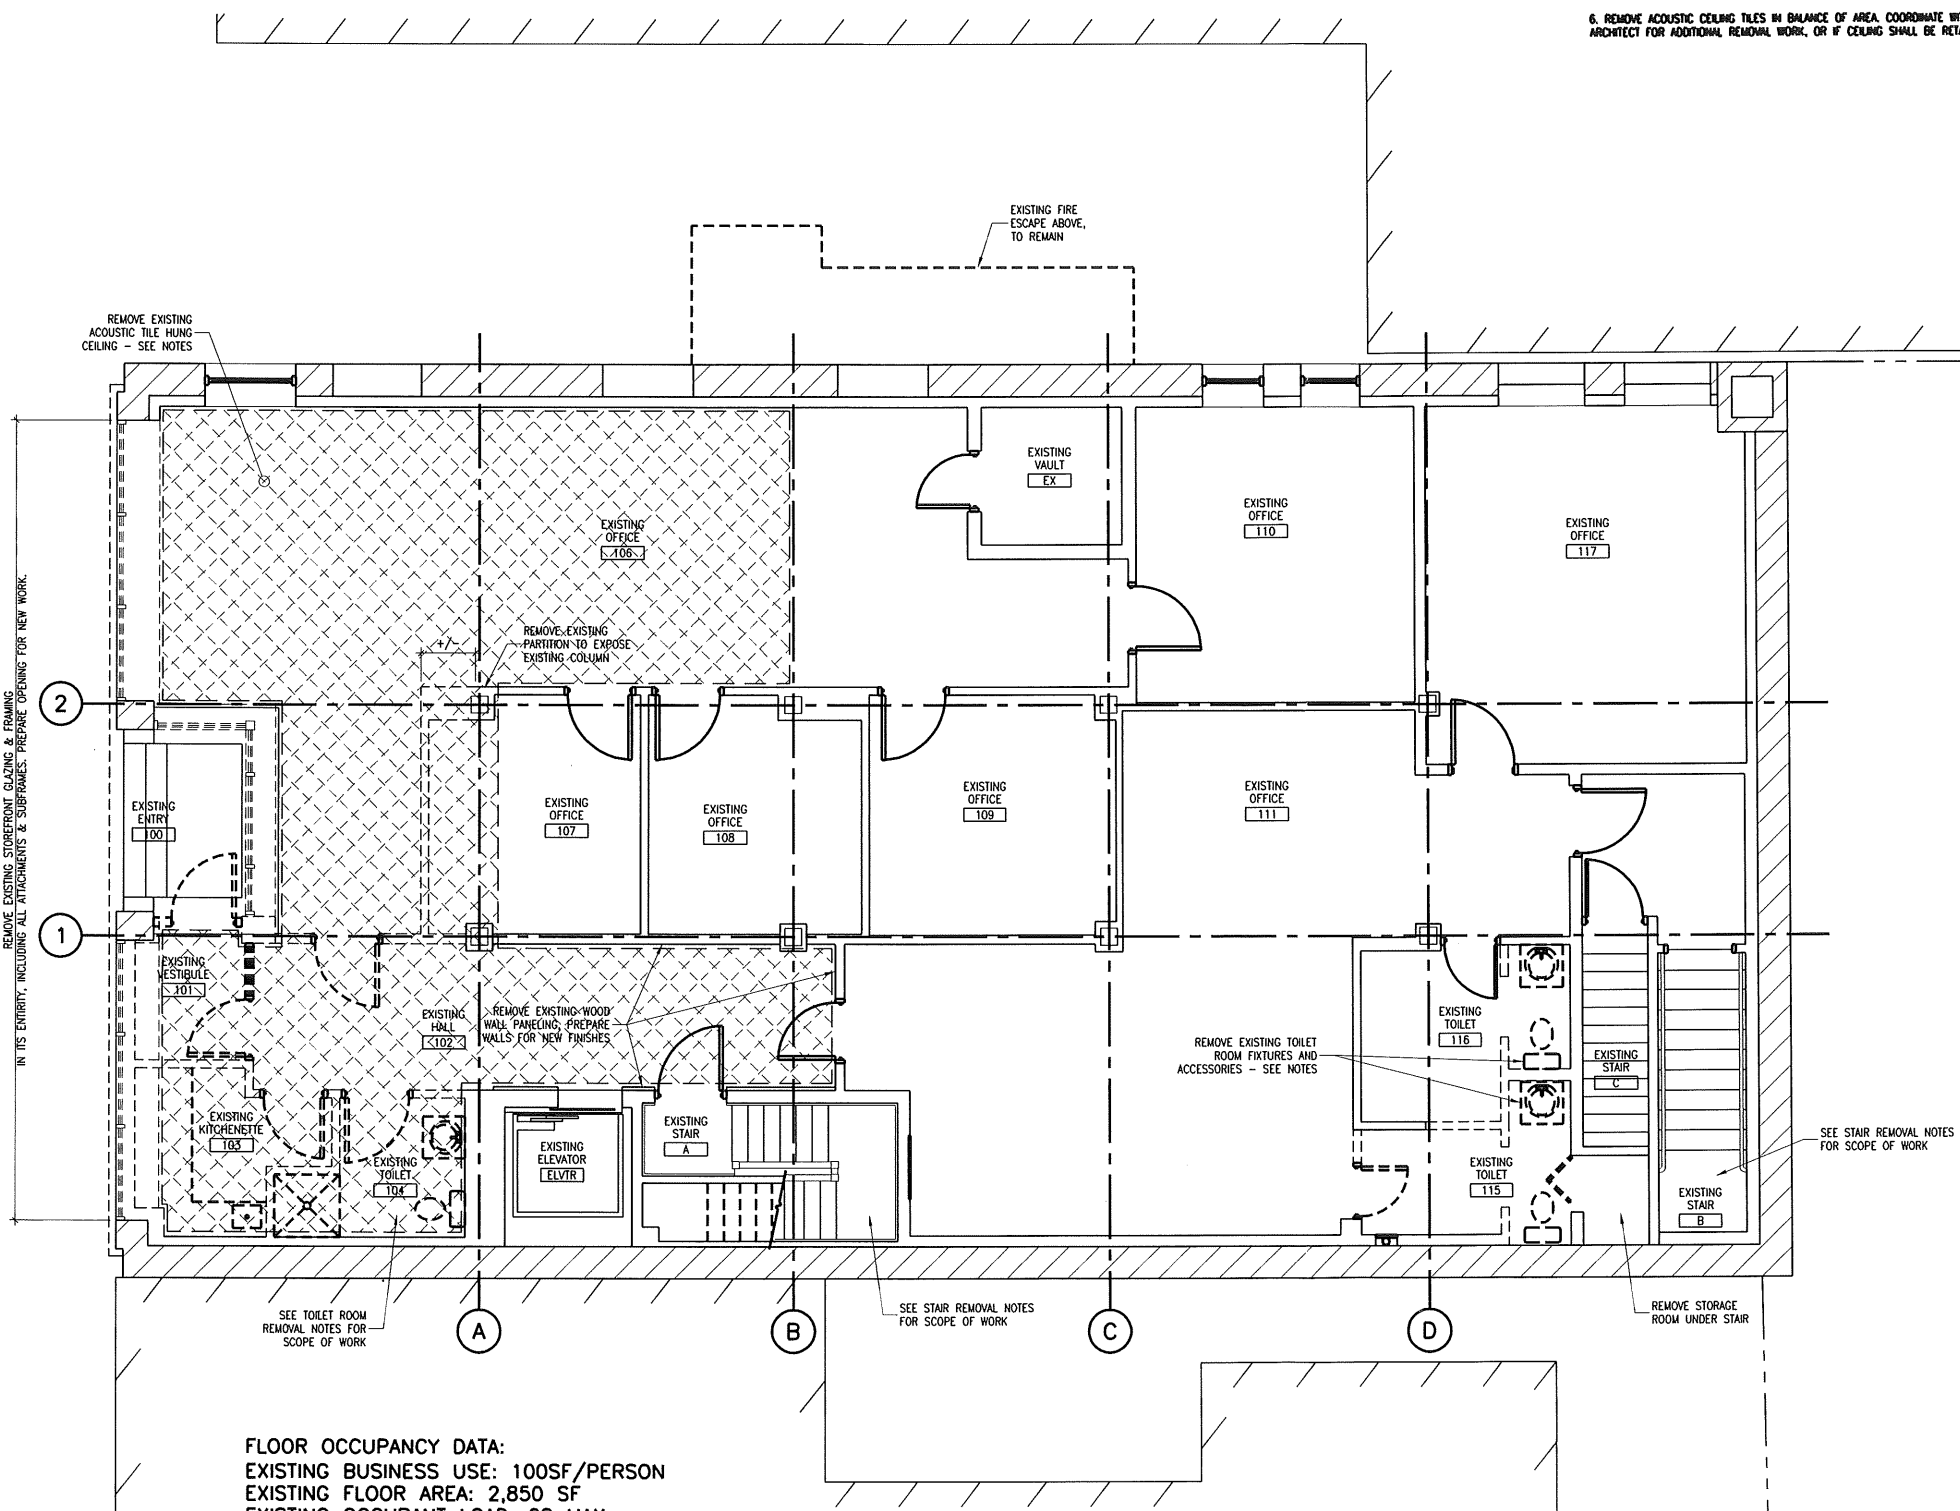 6. REMOVE ACOUSTIC CEILING TILES IN BALANCE OF AREA. COORDINATE
ARCHITECT FOR ADDITIONAL REMOVAL WORK, OR IF CEILING SHALL BE
EXISTING FIRE
ESCAPE ABOVE,
TO REMAIN
REMOVE EXISTING
ACOUSTIC TILE HUNG
CEILING - SEE NOTES
EXISTING
VAULT
EX
EXISTING
OFFICE
110
EXISTING
OFFICE
117
EXISTING
OFFICE
106
REMOVE EXISTING STOREFRONT GLAZING & FRAMING
IN ITS ENTIRITY, INCLUDING ALL ATTACHMENTS & SUBFRAMES. PREPARE OPENING FOR NEW WORK.
+/-
REMOVE EXISTING
PARTITION TO EXPOSE
EXISTING COLUMN
2
EXISTING
ENTRY
100
EXISTING
OFFICE
107
EXISTING
OFFICE
108
EXISTING
OFFICE
109
EXISTING
OFFICE
111
1
EXISTING
VESTIBULE
101
EXISTING
HALL
102
REMOVE EXISTING WOOD
WALL PANELING, PREPARE
WALLS FOR NEW FINISHES
EXISTING
TOILET
116
REMOVE EXISTING TOILET
ROOM FIXTURES AND
ACCESSORIES - SEE NOTES
EXISTING
STAIR
C
EXISTING
KITCHENETTE
103
EXISTING
TOILET
104
EXISTING
ELEVATOR
ELVTR
EXISTING
STAIR
A
EXISTING
TOILET
115
EXISTING
STAIR
B
SEE STAIR REMOVAL NOTES
FOR SCOPE OF WORK
SEE TOILET ROOM
REMOVAL NOTES FOR
SCOPE OF WORK
A
B
SEE STAIR REMOVAL NOTES
FOR SCOPE OF WORK
C
D
REMOVE STORAGE
ROOM UNDER STAIR
FLOOR OCCUPANCY DATA:
EXISTING BUSINESS USE: 100SF/PERSON
EXISTING FLOOR AREA: 2,850 SF